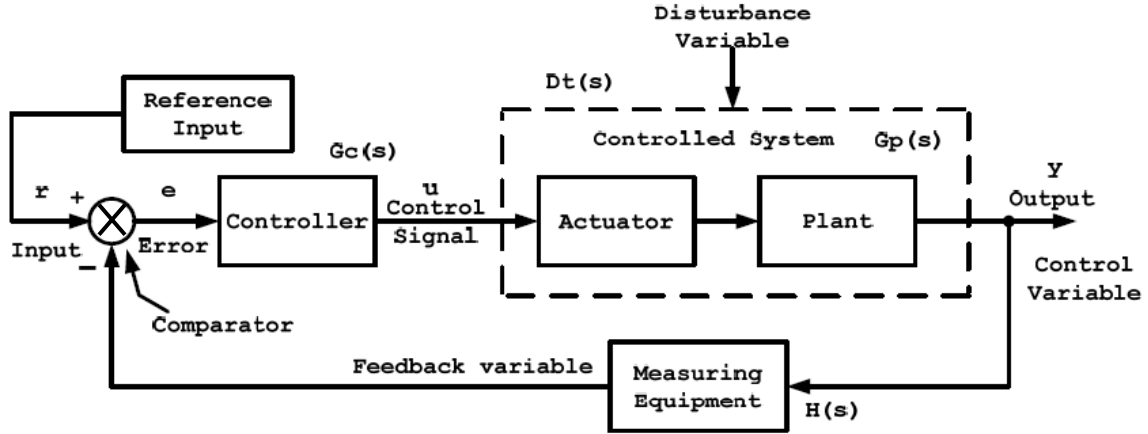 Disturbance
Variable
Dt(s)
Reference
Input
Controlled System
Gp(s)
Gc(s)
r
+
e
u
Y
Output
Controller
Control
Signal
Actuator
Plant
Input
Error
−
Control
Variable
Comparator
Feedback variable
Measuring
Equipment
H(s)